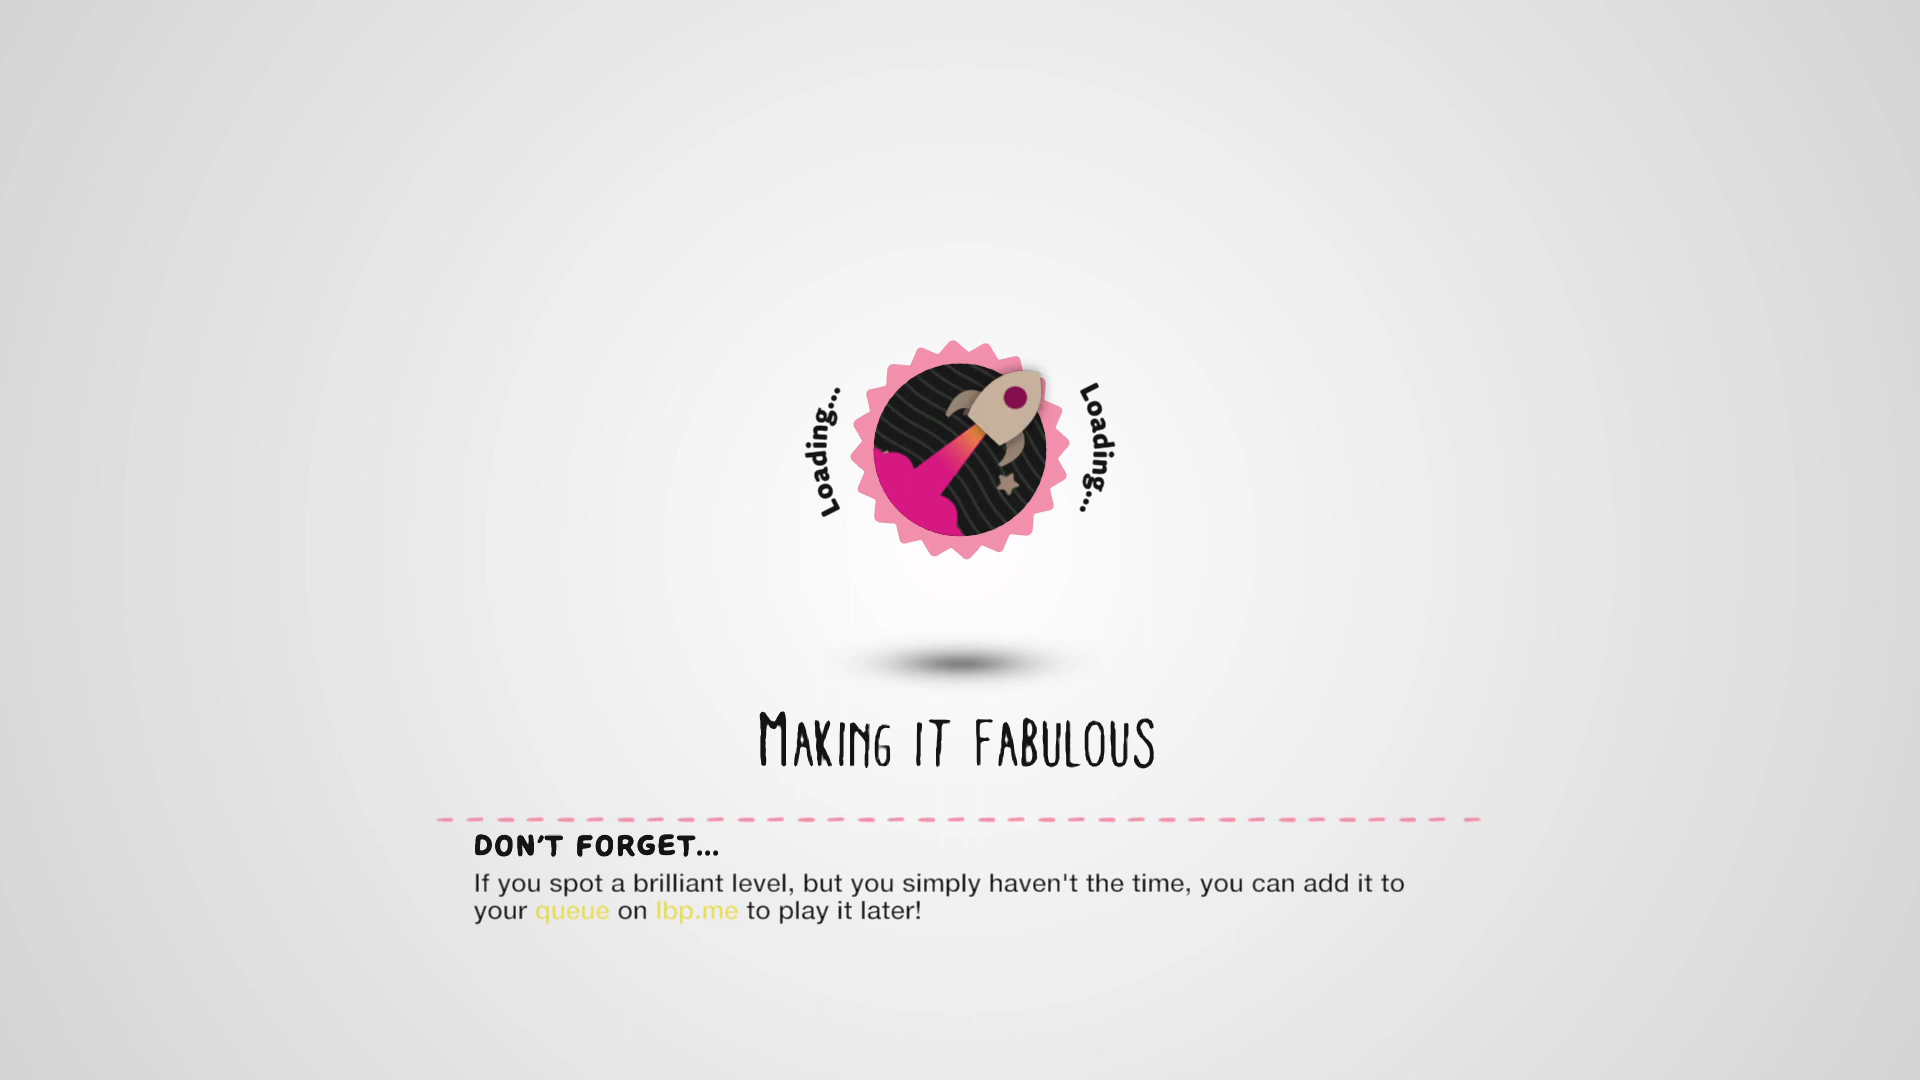 Loading...
Loading...
Making it fabulous
DON'T FORGET...
If you spot a brilliant level, but you simply haven't the time, you can add it to
your queue on lbp.me to play it later!